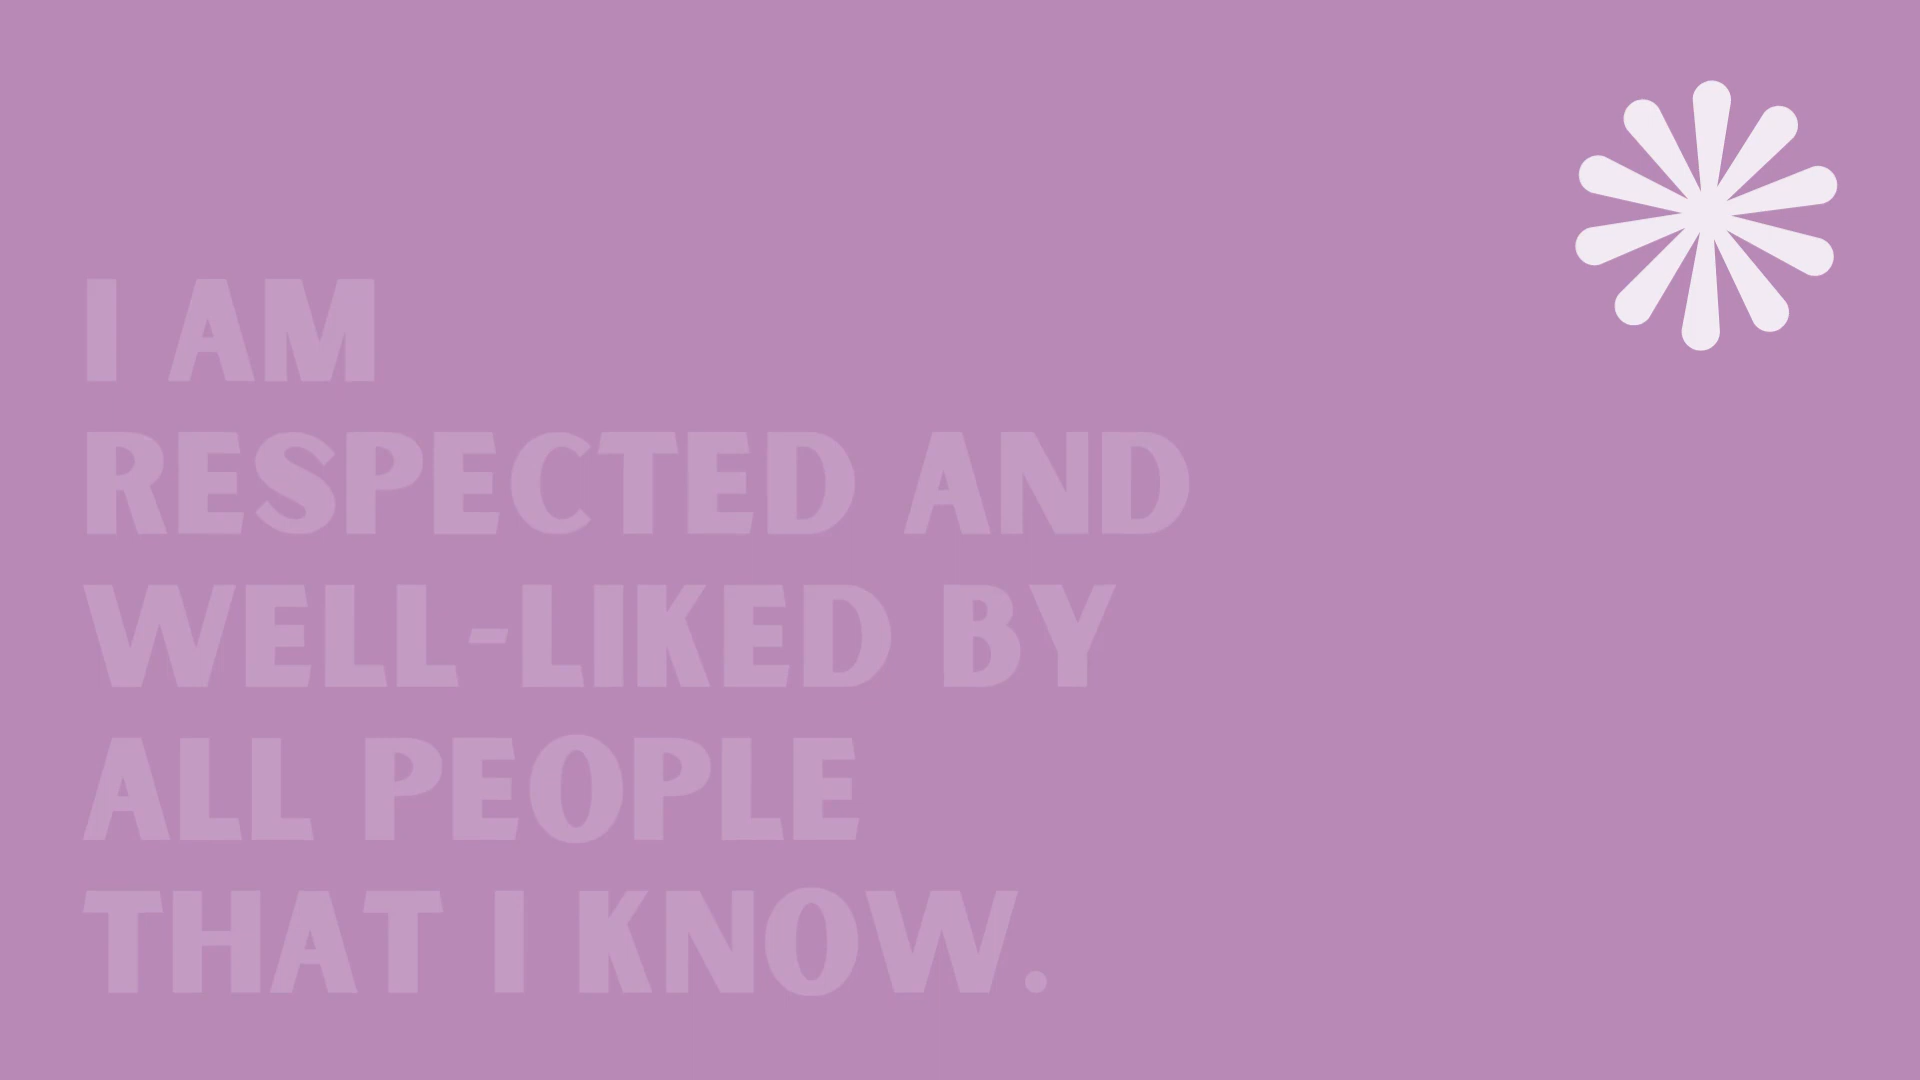 I AM
RESPECTED AND
WELL-LIKED BY
ALL PEOPLE
THAT I KNOW.